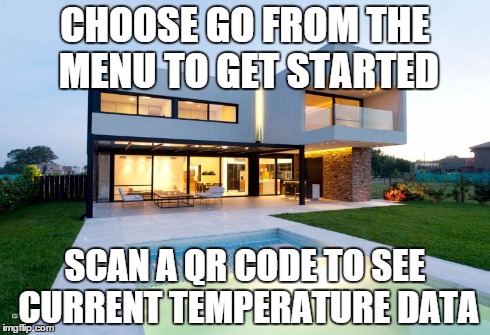 CHOOSE GO FROM THE
MENU TO GET STARTED
SCAN A QR CODE TO SEE
CURRENT TEMPERATURE DATA
imgflip.com